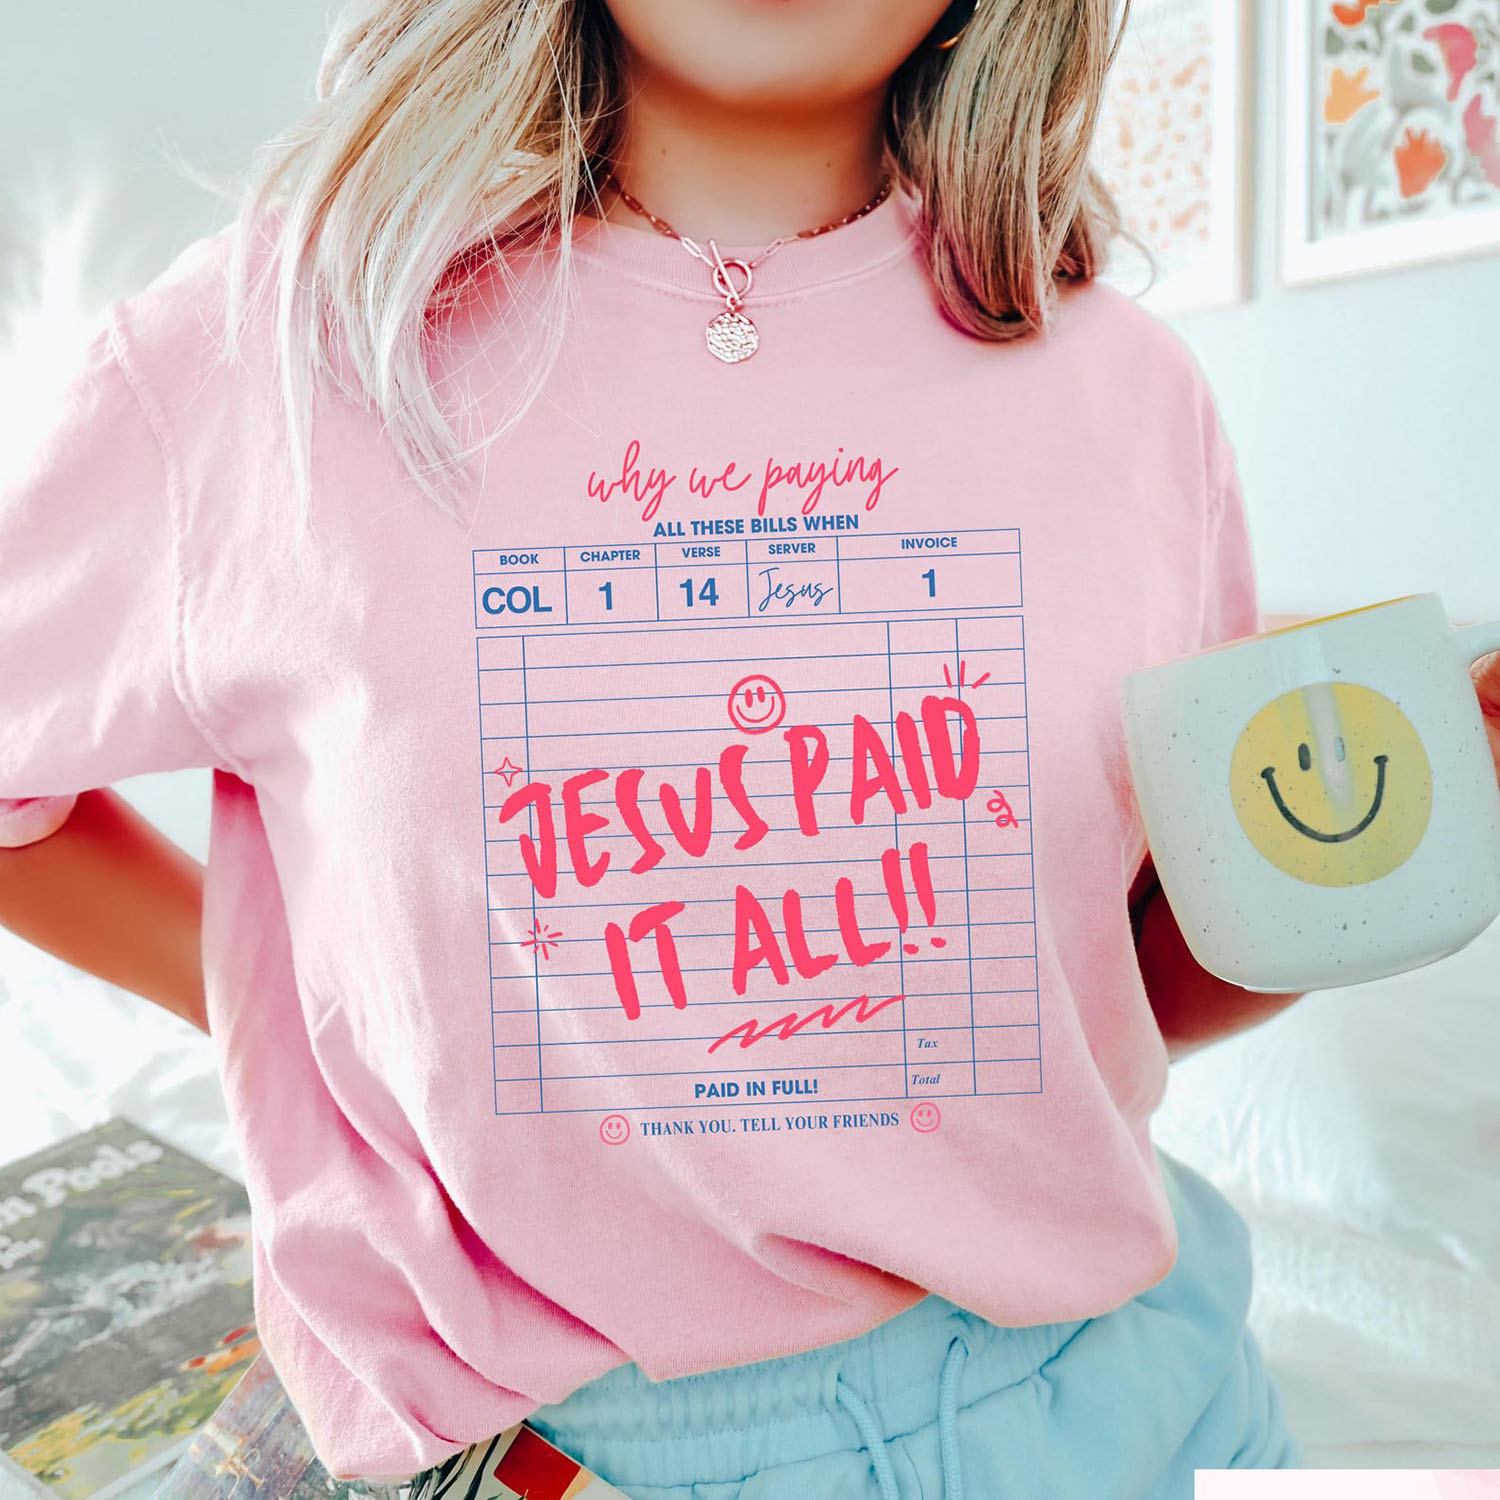 why we paying
ALL THESE BILLS WHEN
BOOK CHAPTER VERSE SERVER INVOICE
COL 1 14 Jesus 1
JESUS PAID
IT ALL!!
Tax
PAID IN FULL! Total
THANK YOU. TELL YOUR FRIENDS
n Pools